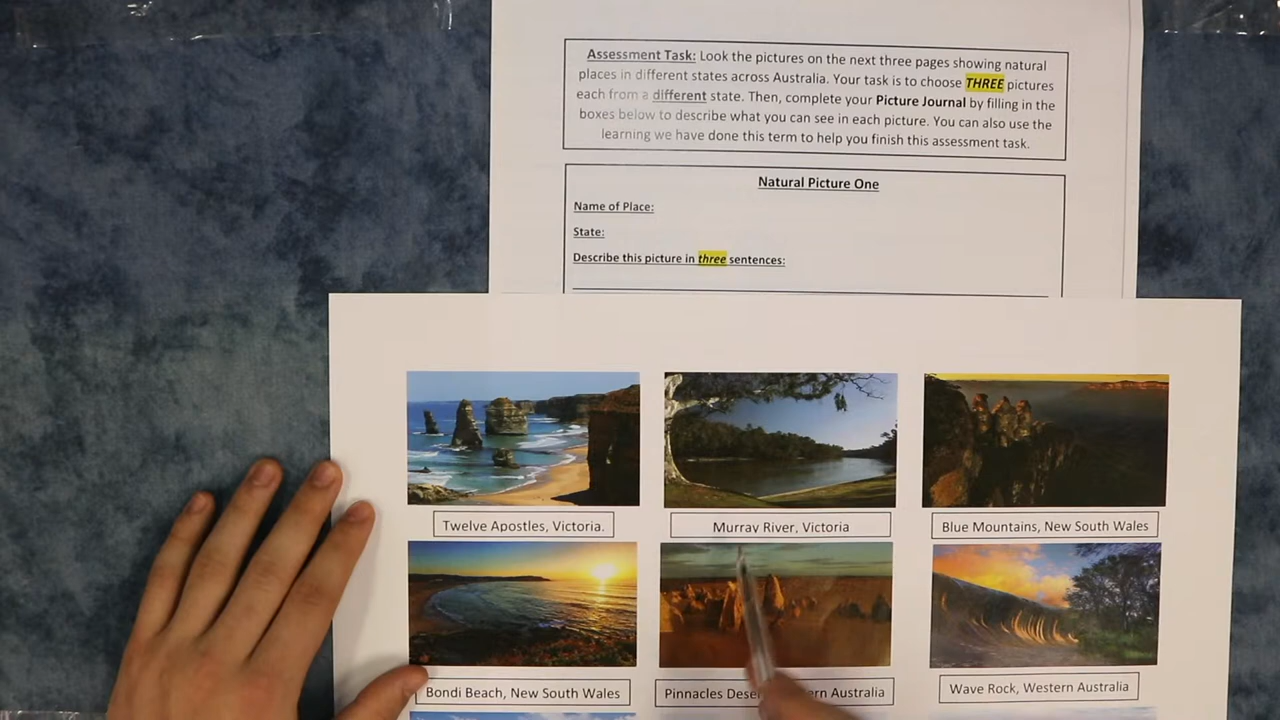 Assessment Task: Look the pictures on the next three pages showing natural
places in different states across Australia. Your task is to choose THREE pictures
each from a different state. Then, complete your Picture Journal by filling in the
boxes below to describe what you can see in each picture. You can also use the
learning we have done this term to help you finish this assessment task.
Natural Picture One
Name of Place:
State:
Describe this picture in three sentences:
Twelve Apostles, Victoria.
Murray River, Victoria
Blue Mountains, New South Wales
Bondi Beach, New South Wales
Pinnacles Australia
Wave Rock, Western Australia